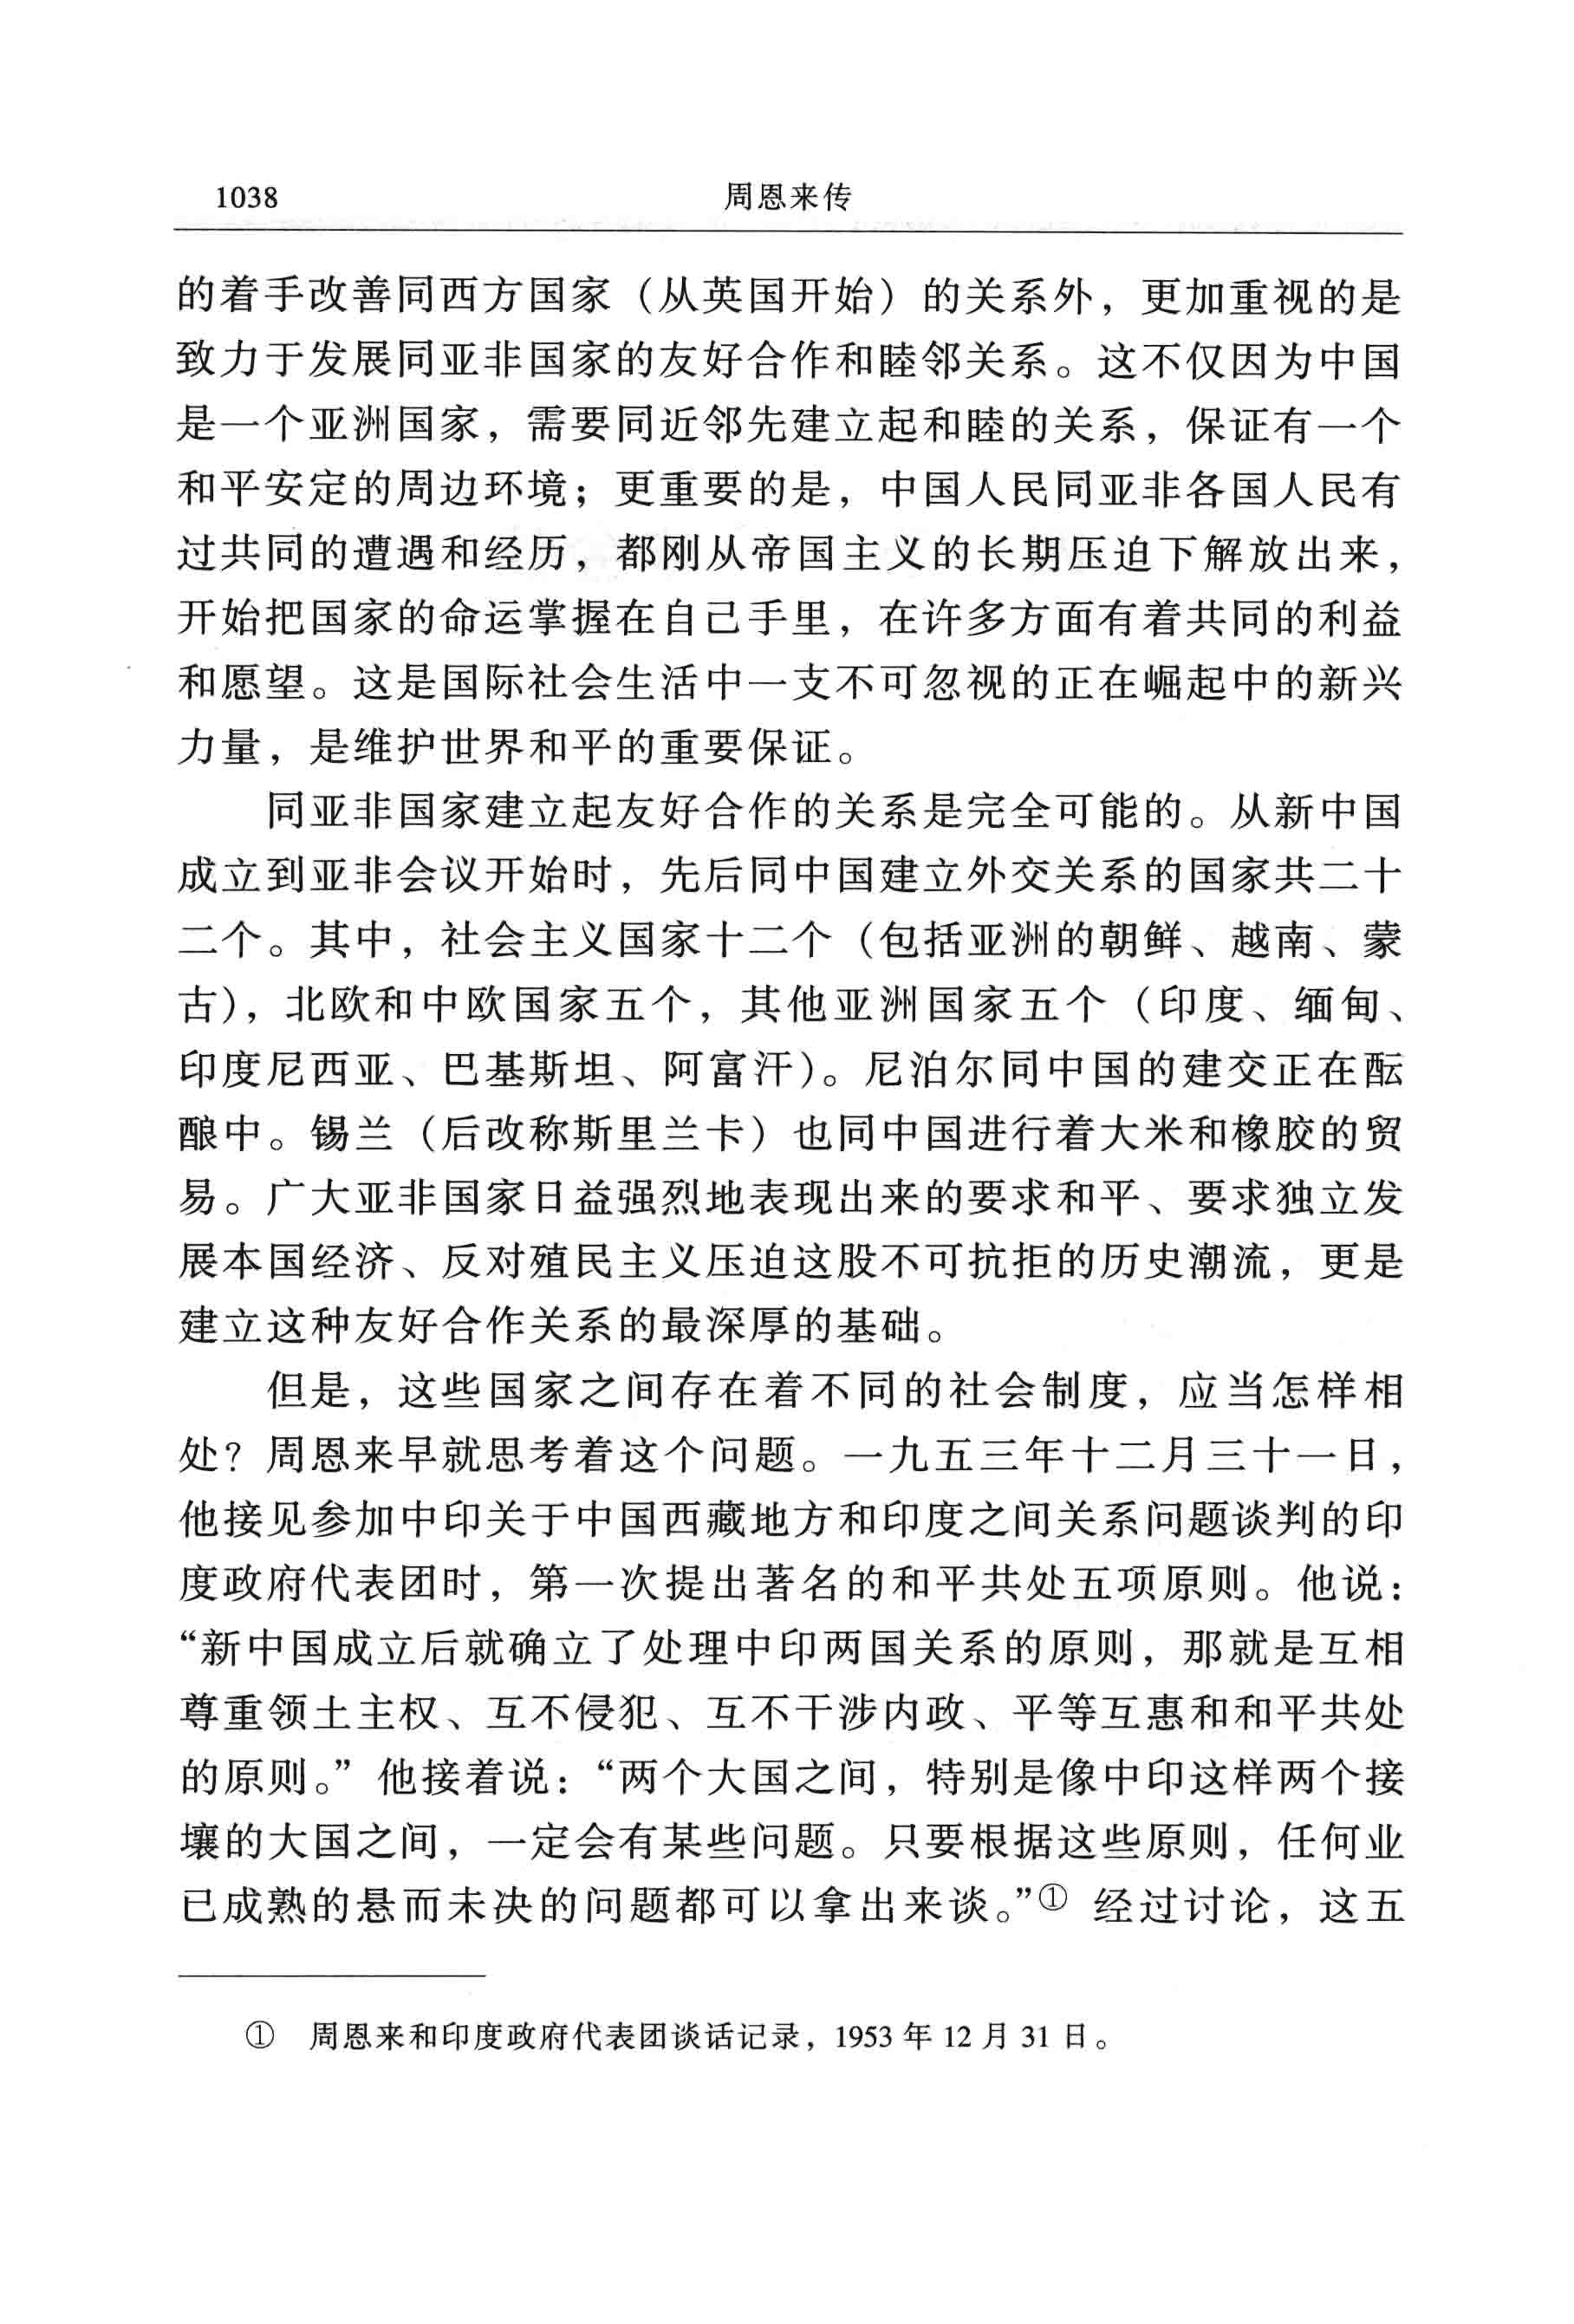 1038 周恩来传
的着手改善同西方国家（从英国开始）的关系外，更加重视的是
致力于发展同亚非国家的友好合作和睦邻关系。这不仅因为中国
是一个亚洲国家，需要同近邻先建立起和睦的关系，保证有一个
和平安定的周边环境；更重要的是，中国人民同亚非各国人民有
过共同的遭遇和经历，都刚从帝国主义的长期压迫下解放出来，
开始把国家的命运掌握在自己手里，在许多方面有着共同的利益
和愿望。这是国际社会生活中一支不可忽视的正在崛起中的新兴
力量，是维护世界和平的重要保证。
同亚非国家建立起友好合作的关系是完全可能的。从新中国
成立到亚非会议开始时，先后同中国建立外交关系的国家共二十
二个。其中，社会主义国家十二个（包括亚洲的朝鲜、越南、蒙
古），北欧和中欧国家五个，其他亚洲国家五个（印度、缅甸、
印度尼西亚、巴基斯坦、阿富汗）。尼泊尔同中国的建交正在酝
酿中。锡兰（后改称斯里兰卡）也同中国进行着大米和橡胶的贸
易。广大亚非国家日益强烈地表现出来的要求和平、要求独立发
展本国经济、反对殖民主义压迫这股不可抗拒的历史潮流，更是
建立这种友好合作关系的最深厚的基础。
但是，这些国家之间存在着不同的社会制度，应当怎样相
处？周恩来早就思考着这个问题。一九五三年十二月三十一日，
他接见参加中印关于中国西藏地方和印度之间关系问题谈判的印
度政府代表团时，第一次提出著名的和平共处五项原则。他说：
“新中国成立后就确立了处理中印两国关系的原则，那就是互相
尊重领土主权、互不侵犯、互不干涉内政、平等互惠和和平共处
的原则。”他接着说：“两个大国之间，特别是像中印这样两个接
壤的大国之间，一定会有某些问题。只要根据这些原则，任何业
已成熟的悬而未决的问题都可以拿出来谈。”① 经过讨论，这五
① 周恩来和印度政府代表团谈话记录，1953 年 12 月 31 日。